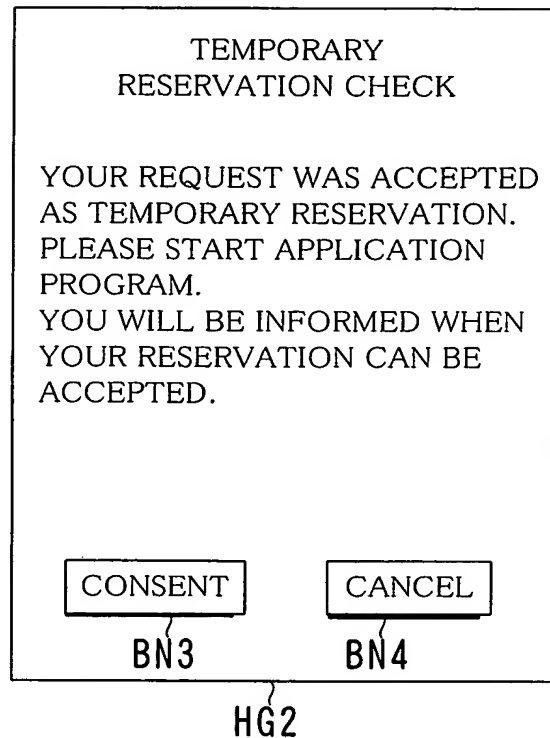 TEMPORARY
RESERVATION CHECK
YOUR REQUEST WAS ACCEPTED
AS TEMPORARY RESERVATION.
PLEASE START APPLICATION
PROGRAM.
YOU WILL BE INFORMED WHEN
YOUR RESERVATION CAN BE
ACCEPTED.
CONSENT CANCEL
BN3 BN4
HG2